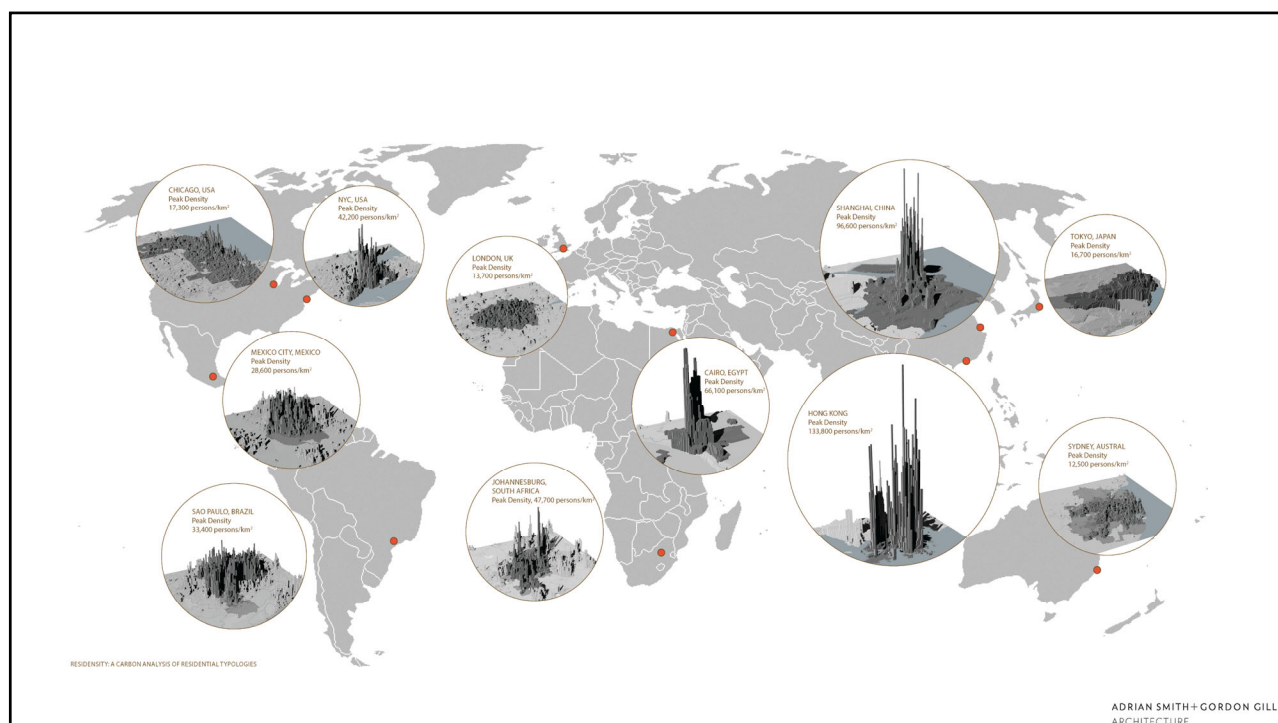 CHICAGO, USA
Peak Density
17,300 persons/km²
NYC, USA
Peak Density
42,200 persons/km²
LONDON, UK
Peak Density
13,700 persons/km²
SHANGHAI, CHINA
Peak Density
96,600 persons/km²
TOKYO, JAPAN
Peak Density
16,700 persons/km²
MEXICO CITY, MEXICO
Peak Density
28,600 persons/km²
CAIRO, EGYPT
Peak Density
66,100 persons/km²
HONG KONG
Peak Density
133,800 persons/km²
SYDNEY, AUSTRAL
Peak Density
12,500 persons/km²
SAO PAULO, BRAZIL
Peak Density
33,400 persons/km²
JOHANNESBURG,
SOUTH AFRICA
Peak Density, 47,700 persons/km²
RESIDENSITY: A CARBON ANALYSIS OF RESIDENTIAL TYPOLOGIES
ADRIAN SMITH+GORDON GILL
ARCHITECTURE